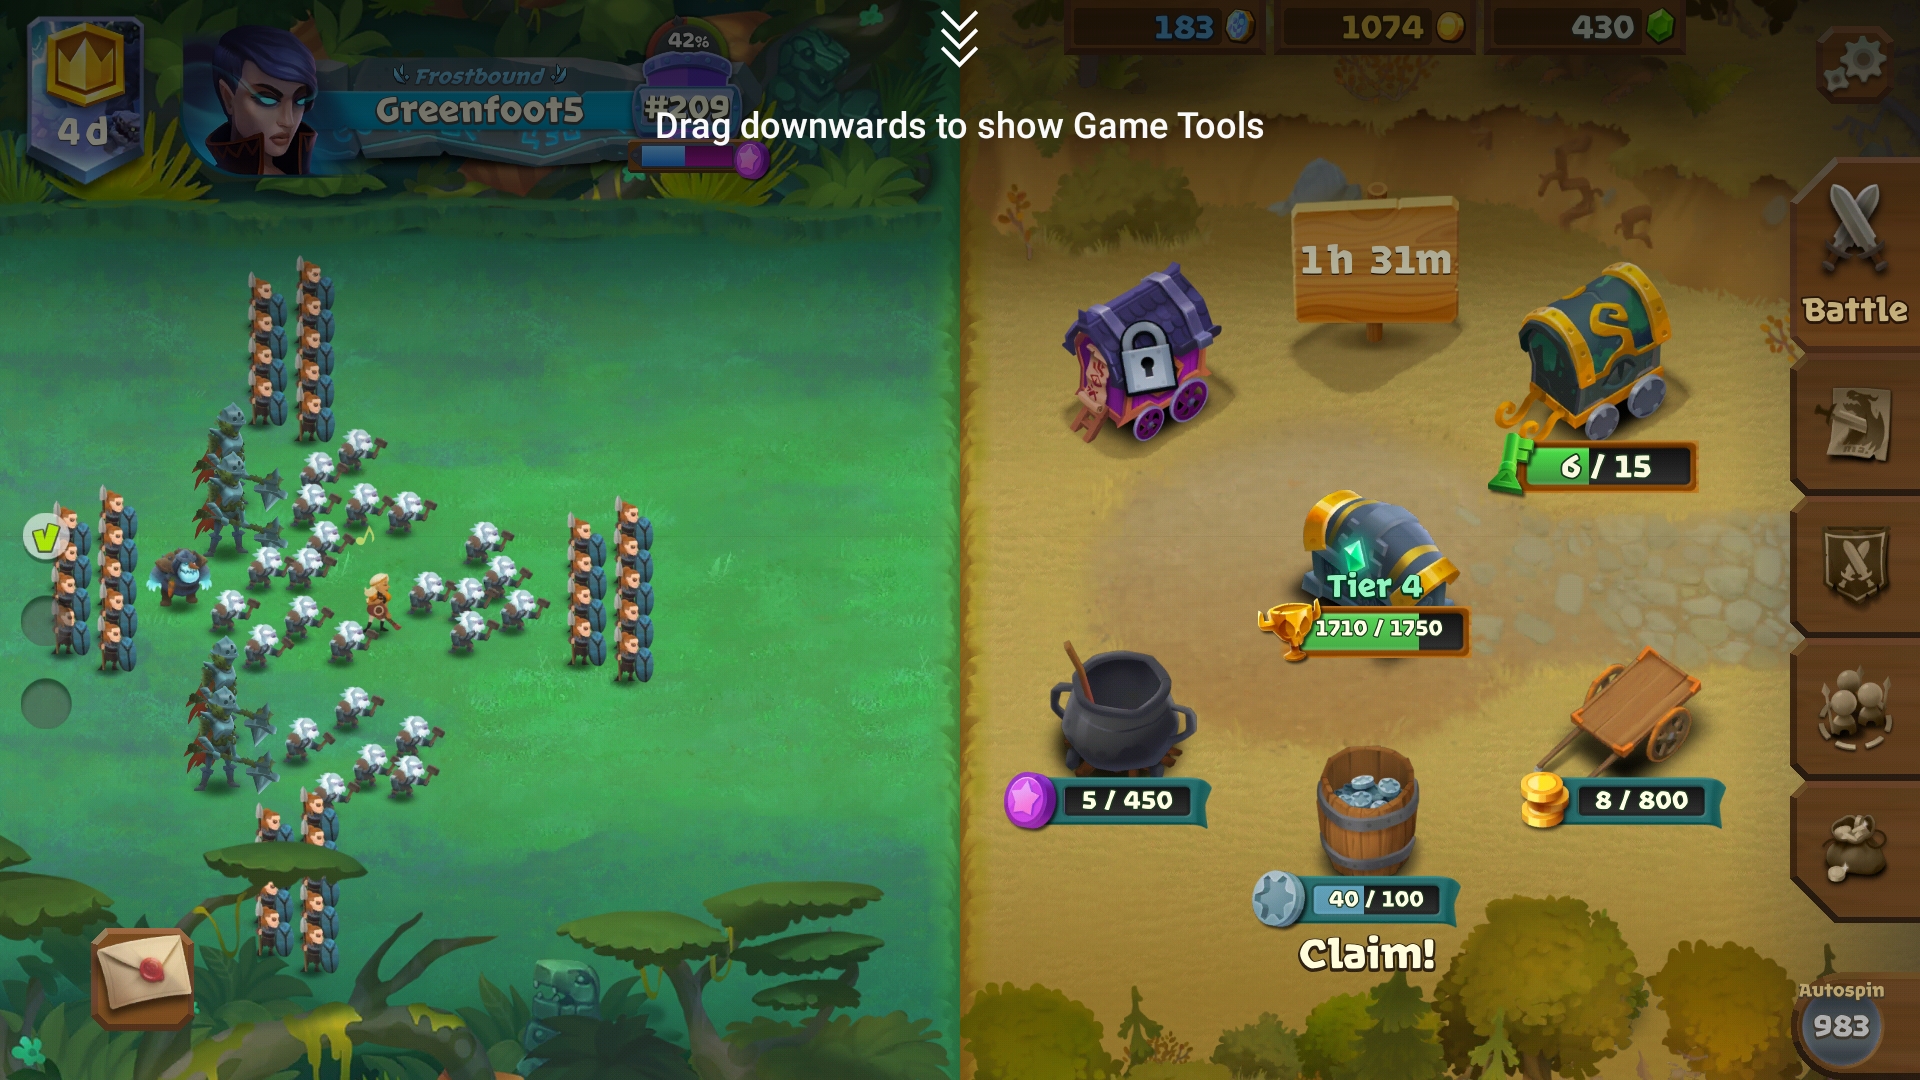 4d
Frostbound
Greenfoot5
42%
#209
183
1074
430
Drag downwards to show Game Tools
1h 31m
Battle
6 / 15
Tier 4
1710 / 1750
5 / 450
8 / 800
40 / 100
Claim!
Autospin
983